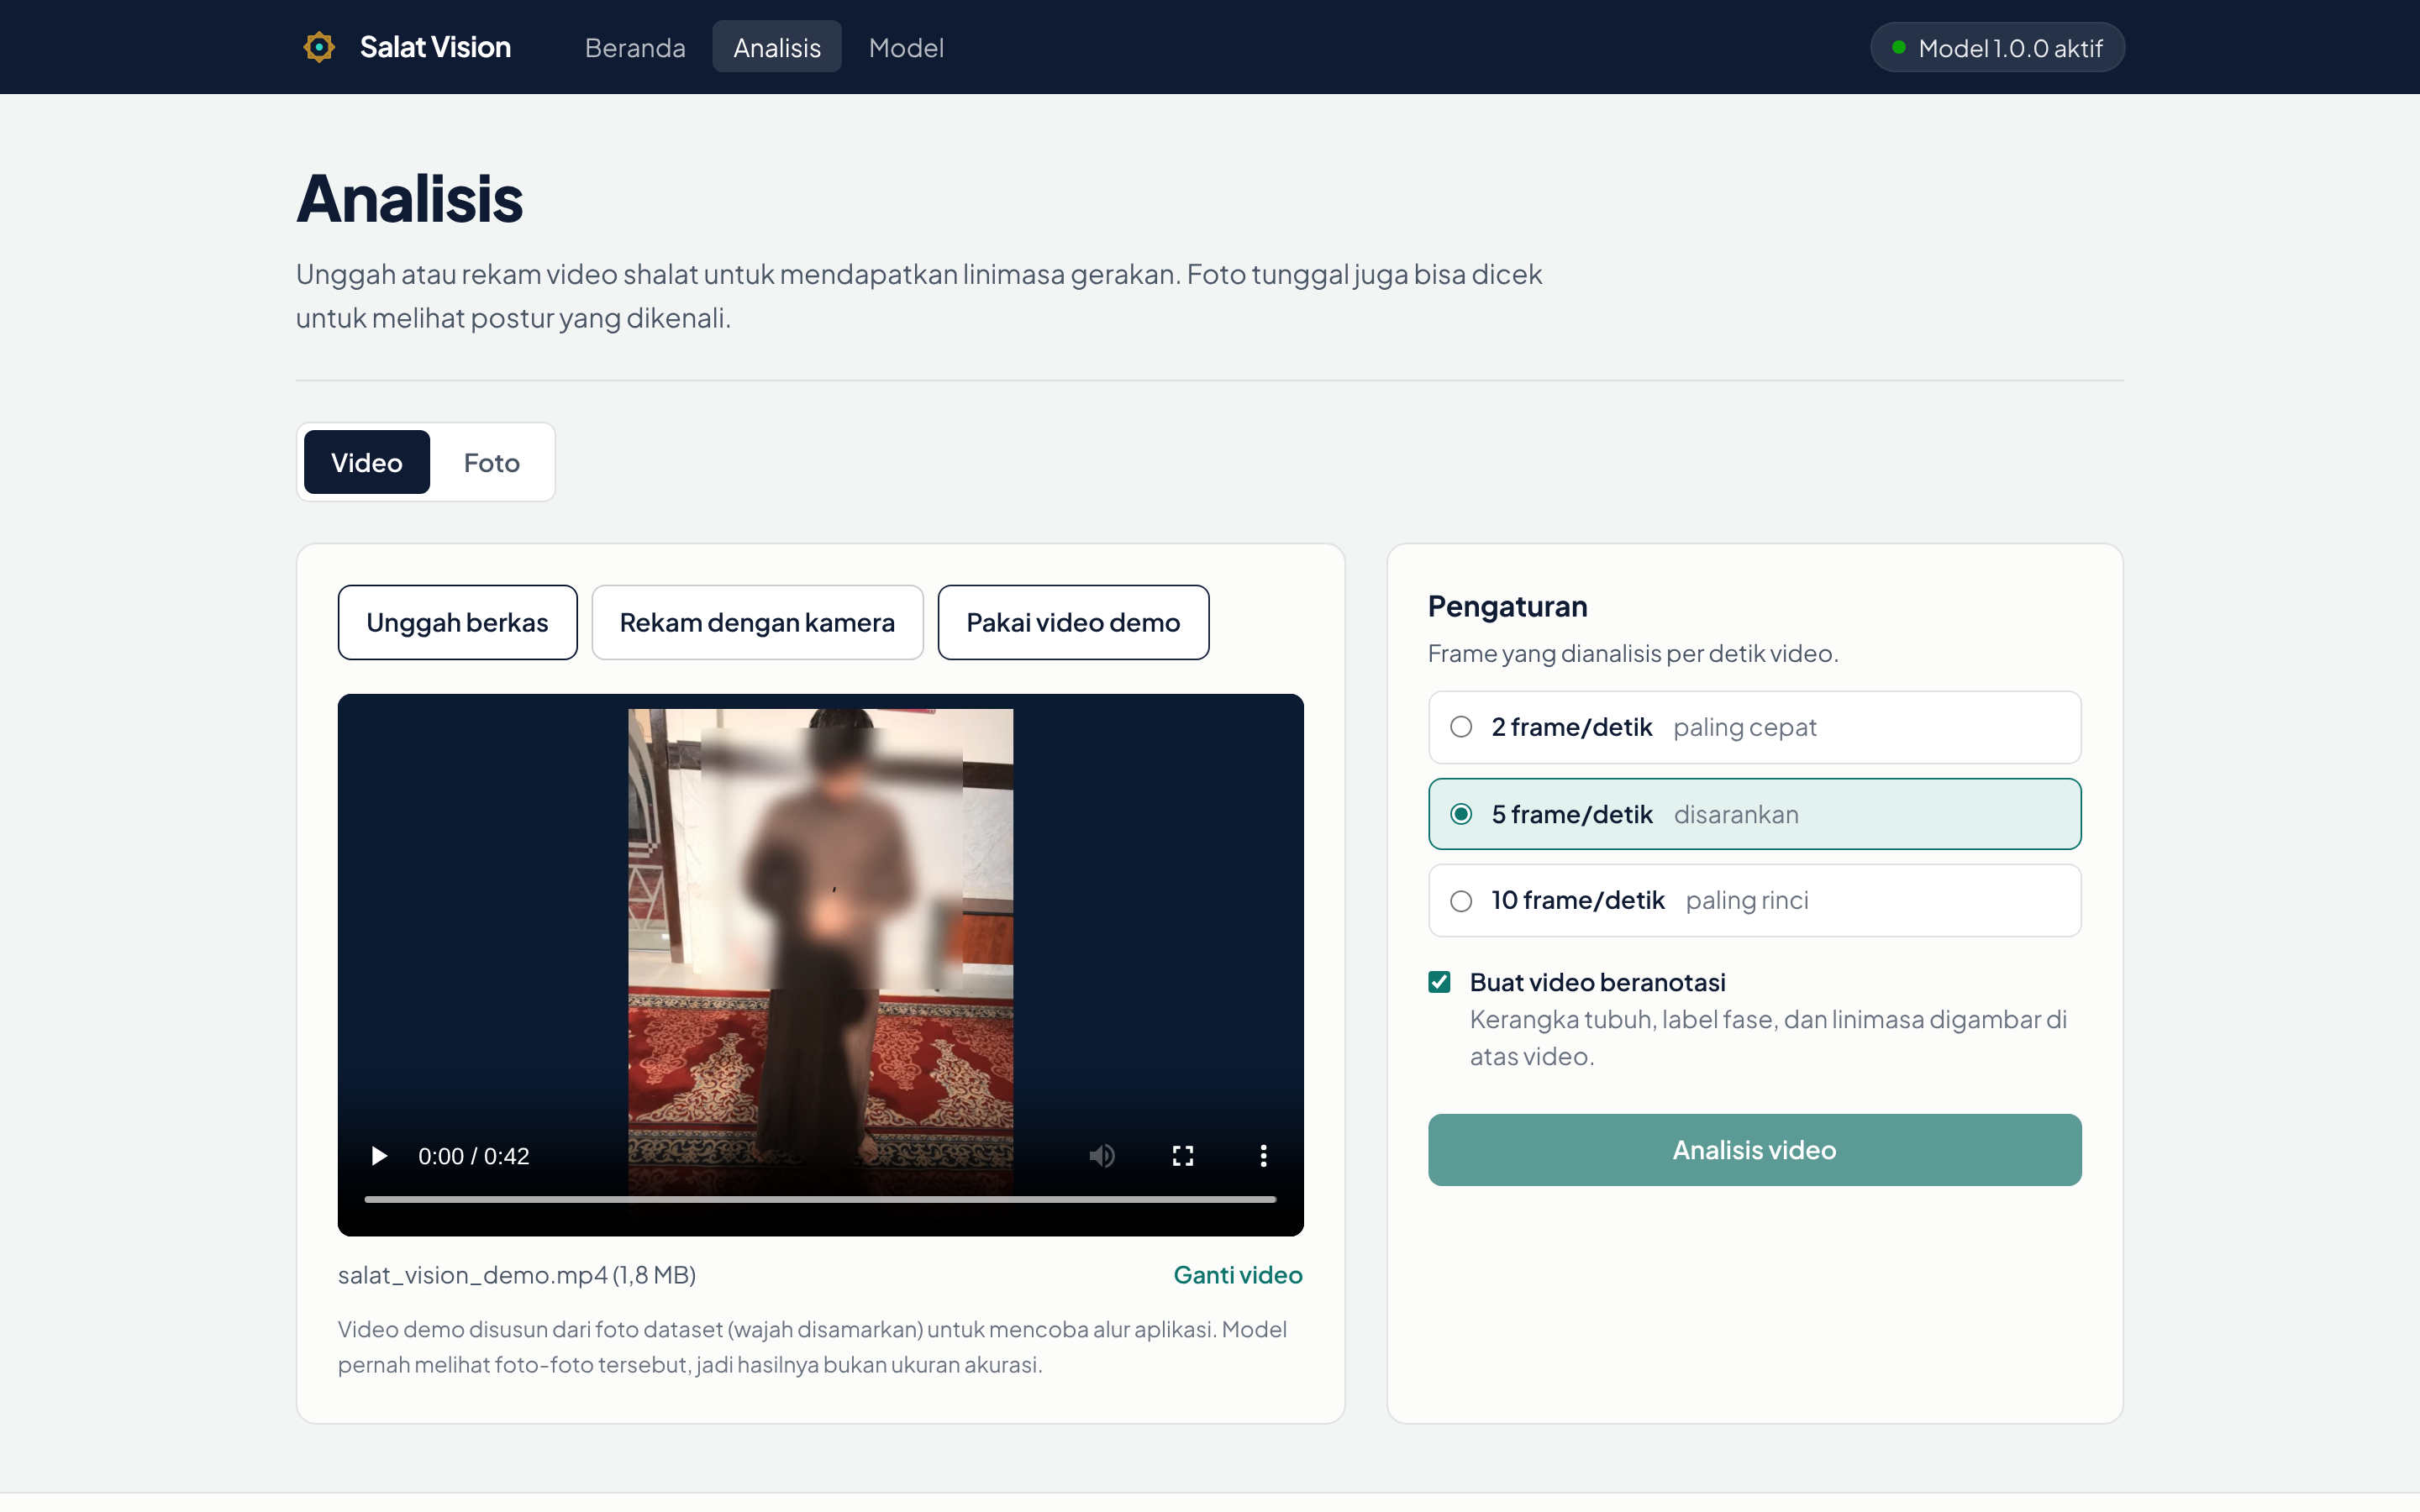 Salat Vision
Beranda
Analisis
Model
Model 1.0.0 aktif
Analisis
Unggah atau rekam video shalat untuk mendapatkan linimasa gerakan. Foto tunggal juga bisa dicek
untuk melihat postur yang dikenali.
Video
Foto
Unggah berkas
Rekam dengan kamera
Pakai video demo
0:00 / 0:42
salat_vision_demo.mp4 (1,8 MB)
Ganti video
Video demo disusun dari foto dataset (wajah disamarkan) untuk mencoba alur aplikasi. Model
pernah melihat foto-foto tersebut, jadi hasilnya bukan ukuran akurasi.
Pengaturan
Frame yang dianalisis per detik video.
2 frame/detik paling cepat
5 frame/detik disarankan
10 frame/detik paling rinci
Buat video beranotasi
Kerangka tubuh, label fase, dan linimasa digambar di
atas video.
Analisis video